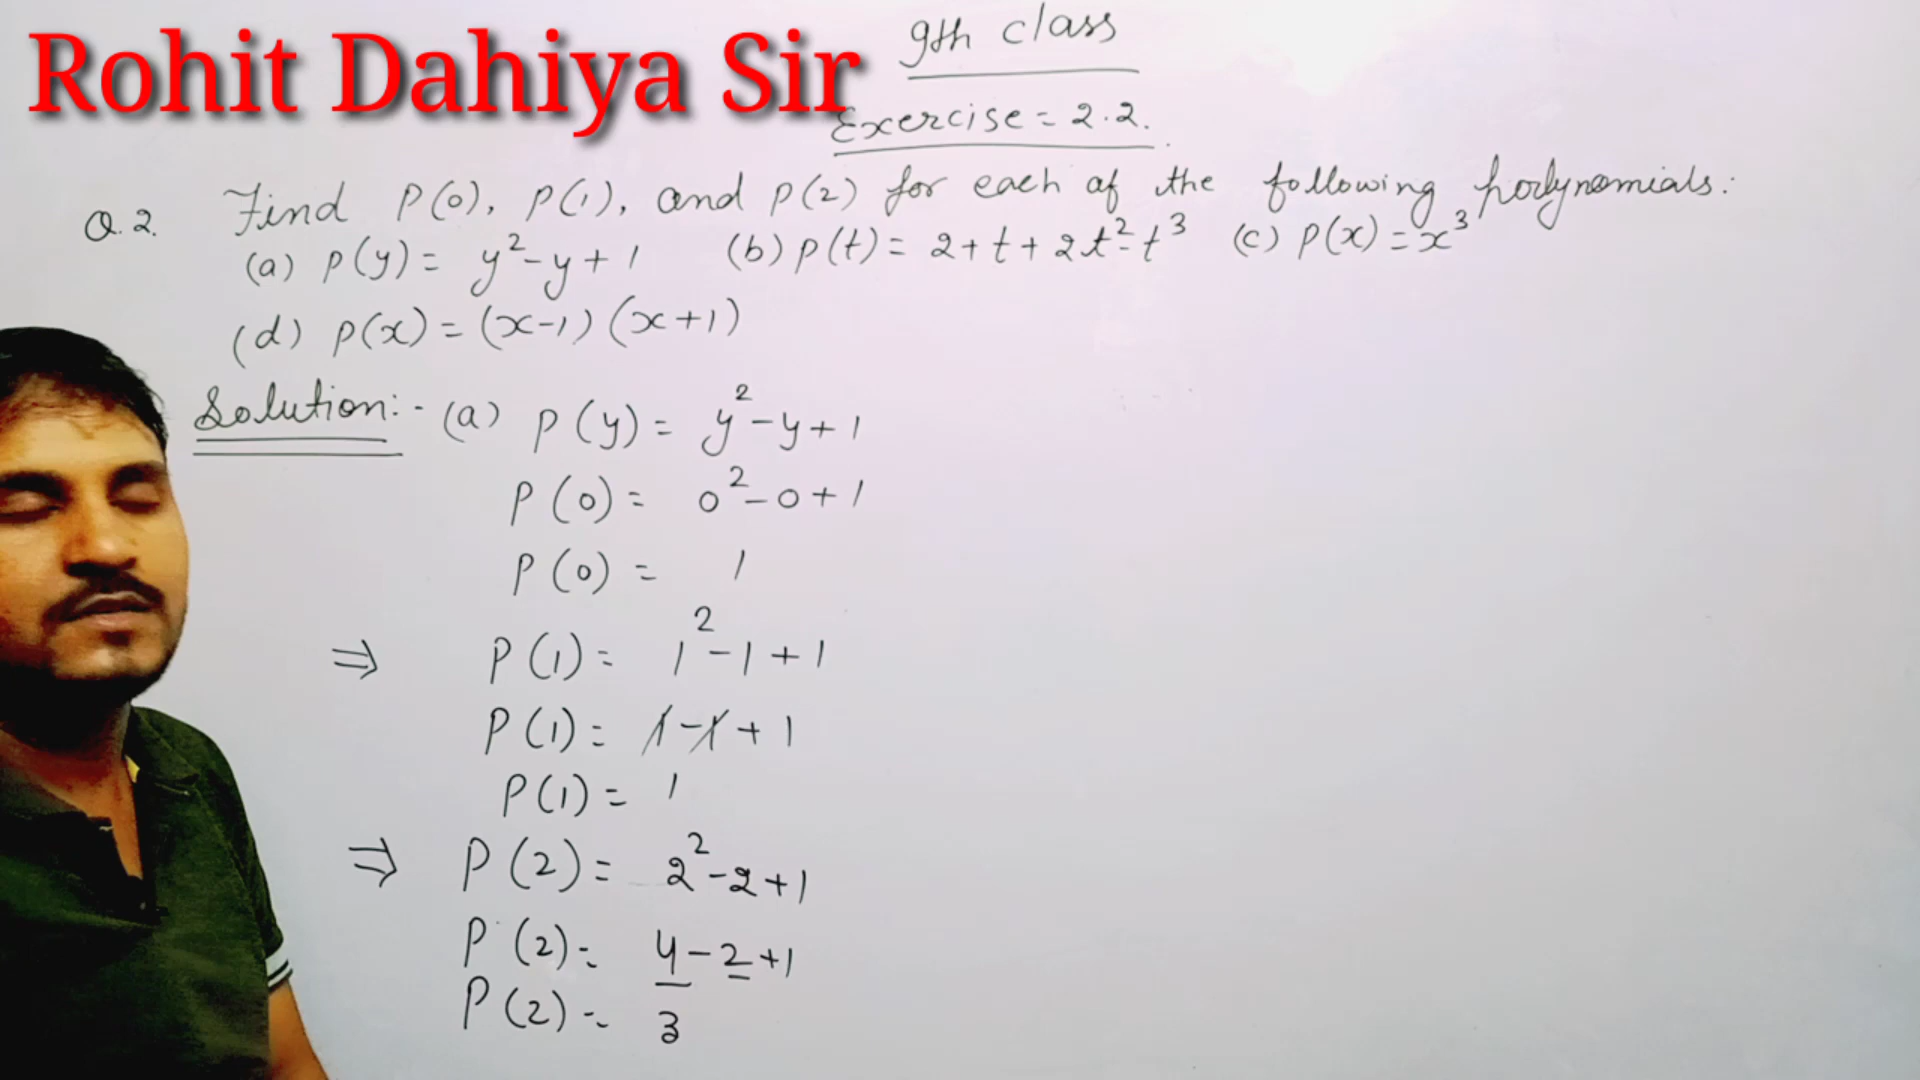 Rohit Dahiya Sir
9th class
Exercise = 2.2.
Q.2. Find P(0), P(1), and P(2) for each of the following polynomials:
(a) p(y) = y²-y+1 (b) p(t) = 2+t+2t²-t³ (c) p(x) = x³
(d) p(x) = (x-1) (x+1)
Solution:- (a) p(y) = y²-y+1
P(0) = 0²-0+1
P(0) = 1
⇒ P(1) = 1²-1+1
P(1) = 1-1+1
P(1) = 1
⇒ P(2) = 2²-2+1
P(2) = 4-2+1
P(2) = 3